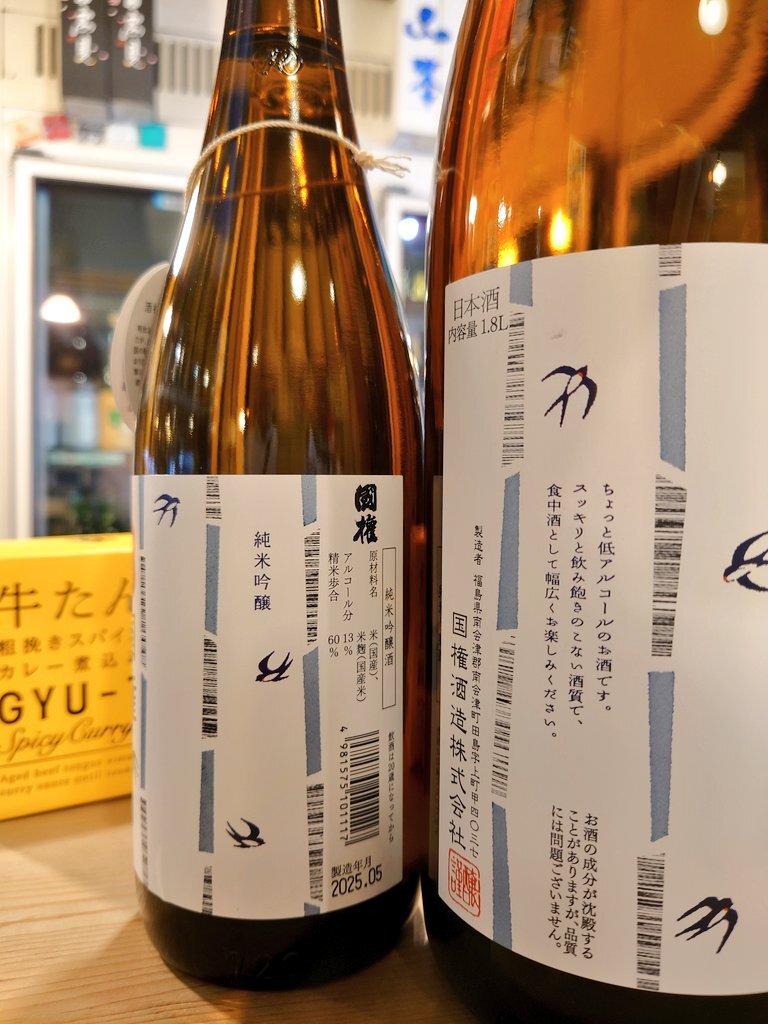 山本
牛たん
粗挽きスパイ
カレー煮込
GYU-
Spicy Curry
國権
純米吟醸酒
原材料名 米(国産)、
米麹(国産米)
アルコール分 13%
精米歩合 60%
純米吟醸
飲酒は20歳になってから
4981575101117
製造年月
2025.05
日本酒
内容量 1.8L
ちょっと低アルコールのお酒です。
スッキリと飲み飽きのこない酒質で、
食中酒として幅広くお楽しみください。
製造者 福島県南会津郡南会津町田島字上町甲四〇三七
国権酒造株式会社
謹醸
お酒の成分が沈殿する
ことがありますが、品質
には問題ございません。